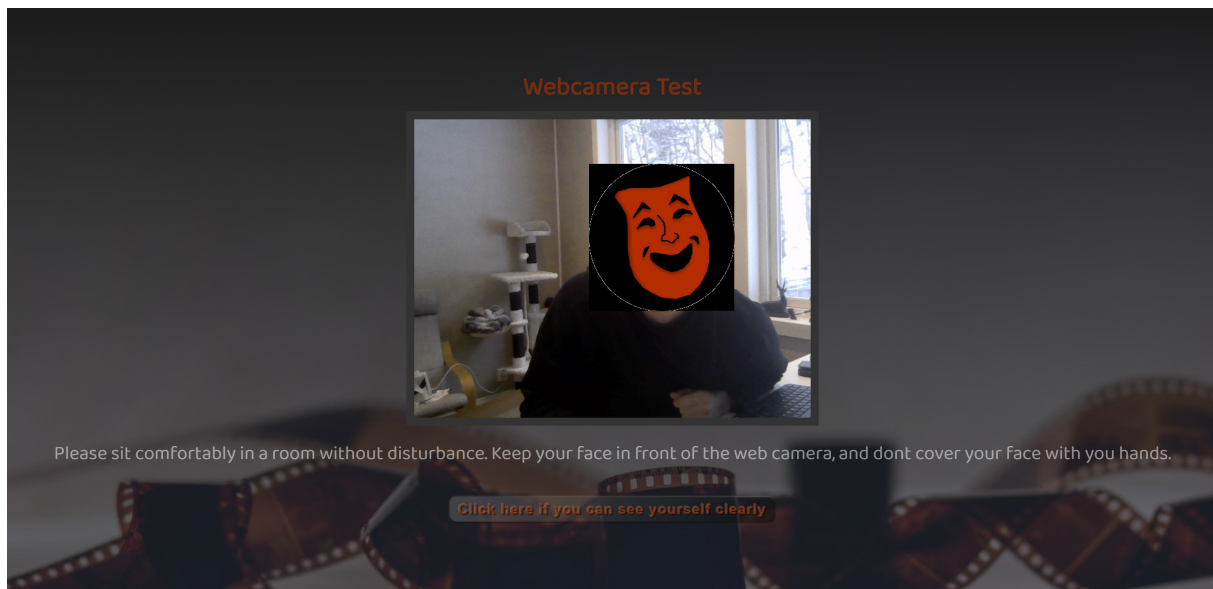 Webcamera Test
Please sit comfortably in a room without disturbance. Keep your face in front of the web camera, and dont cover your face with you hands.
Click here if you can see yourself clearly